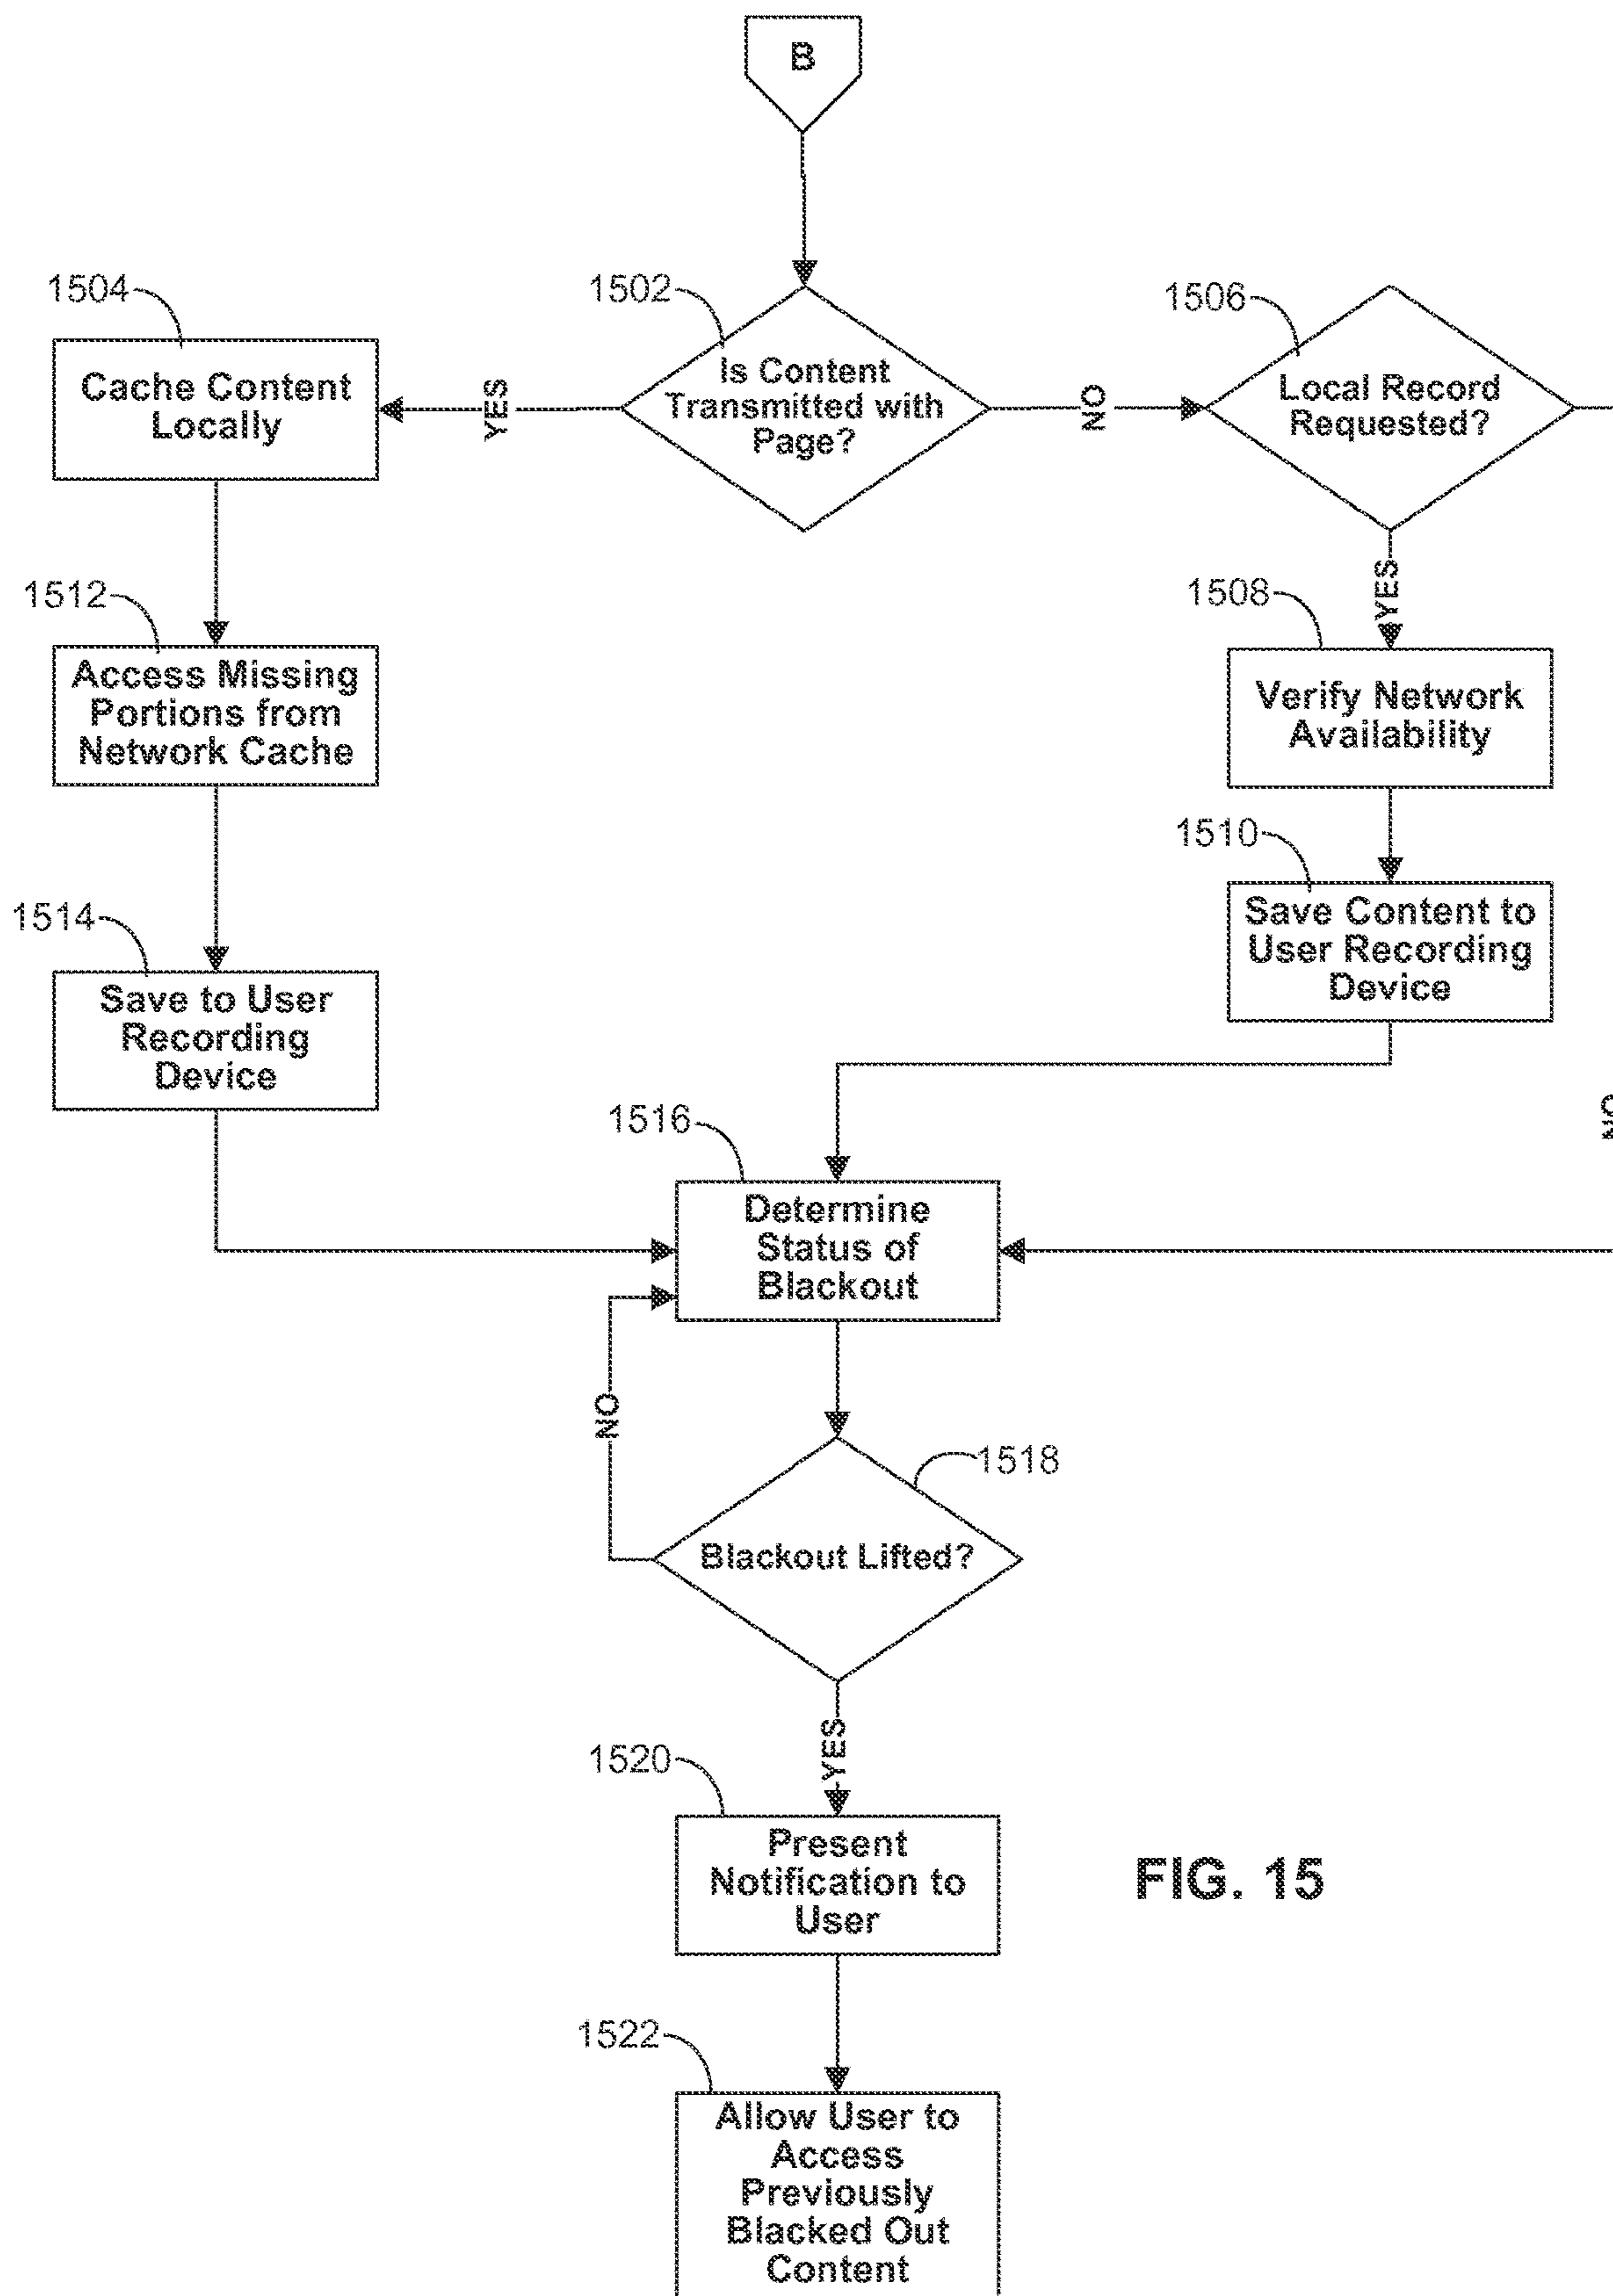 B
1504
1502
1506
Cache Content
Locally
YES
Is Content
Transmitted with
Page?
NO
Local Record
Requested?
1512
1508
YES
Access Missing
Portions from
Network Cache
Verify Network
Availability
1514
1510
Save to User
Recording
Device
Save Content to
User Recording
Device
NO
1516
Determine
Status of
Blackout
NO
1518
Blackout Lifted?
YES
1520
Present
Notification to
User
FIG. 15
1522
Allow User to
Access
Previously
Blacked Out
Content